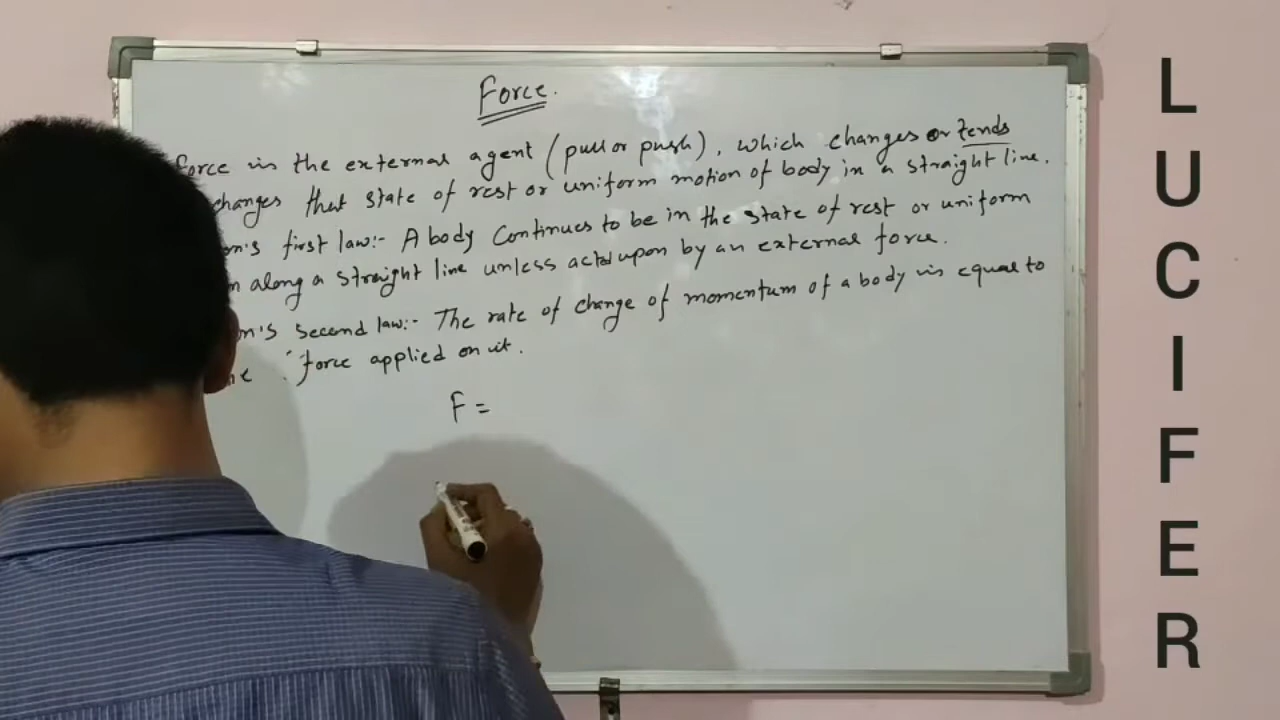 Force.
force is the external agent (pull or push), which changes or tends
changes that state of rest or uniform motion of body in a straight line.
on's first law:- A body continues to be in the state of rest or uniform
n along a straight line unless acted upon by an external force.
on's second law:- The rate of change of momentum of a body is equal to
force applied on it.
F =
LUCIFER